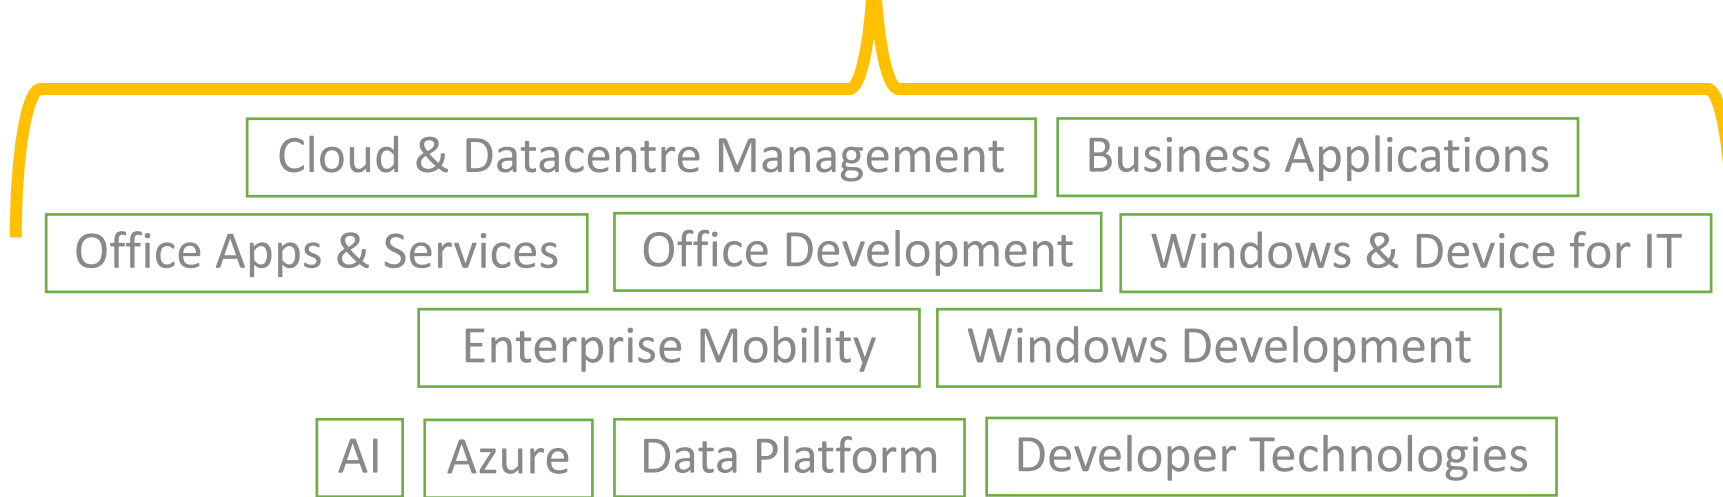 Cloud & Datacentre Management
Business Applications
Office Apps & Services
Office Development
Windows & Device for IT
Enterprise Mobility
Windows Development
AI
Azure
Data Platform
Developer Technologies